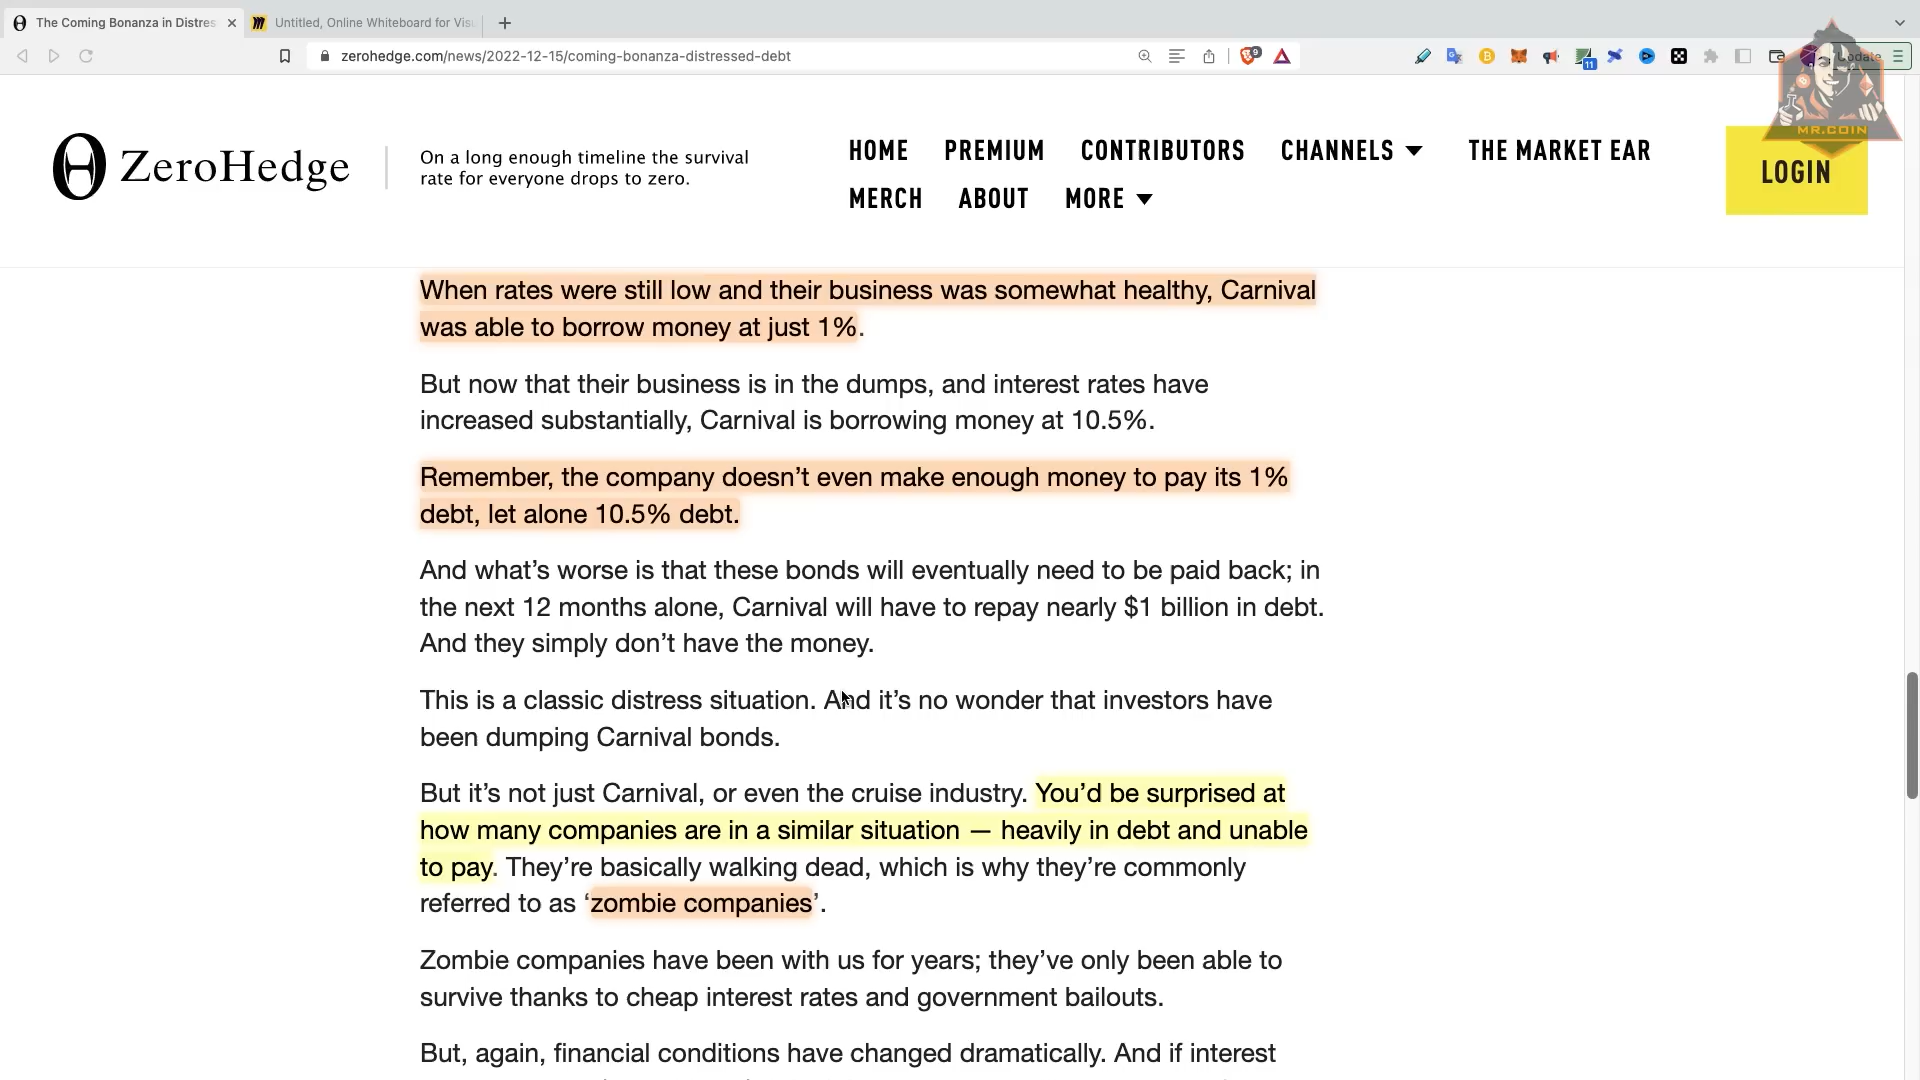 The Coming Bonanza in Distres
Untitled, Online Whiteboard for Vis
zerohedge.com/news/2022-12-15/coming-bonanza-distressed-debt
9
11
Update
MR.COIN
ZeroHedge
On a long enough timeline the survival
rate for everyone drops to zero.
HOME PREMIUM CONTRIBUTORS CHANNELS THE MARKET EAR
MERCH ABOUT MORE
LOGIN
When rates were still low and their business was somewhat healthy, Carnival
was able to borrow money at just 1%.
But now that their business is in the dumps, and interest rates have
increased substantially, Carnival is borrowing money at 10.5%.
Remember, the company doesn’t even make enough money to pay its 1%
debt, let alone 10.5% debt.
And what’s worse is that these bonds will eventually need to be paid back; in
the next 12 months alone, Carnival will have to repay nearly $1 billion in debt.
And they simply don’t have the money.
This is a classic distress situation. And it’s no wonder that investors have
been dumping Carnival bonds.
But it’s not just Carnival, or even the cruise industry. You’d be surprised at
how many companies are in a similar situation — heavily in debt and unable
to pay. They’re basically walking dead, which is why they’re commonly
referred to as ‘zombie companies’.
Zombie companies have been with us for years; they’ve only been able to
survive thanks to cheap interest rates and government bailouts.
But, again, financial conditions have changed dramatically. And if interest